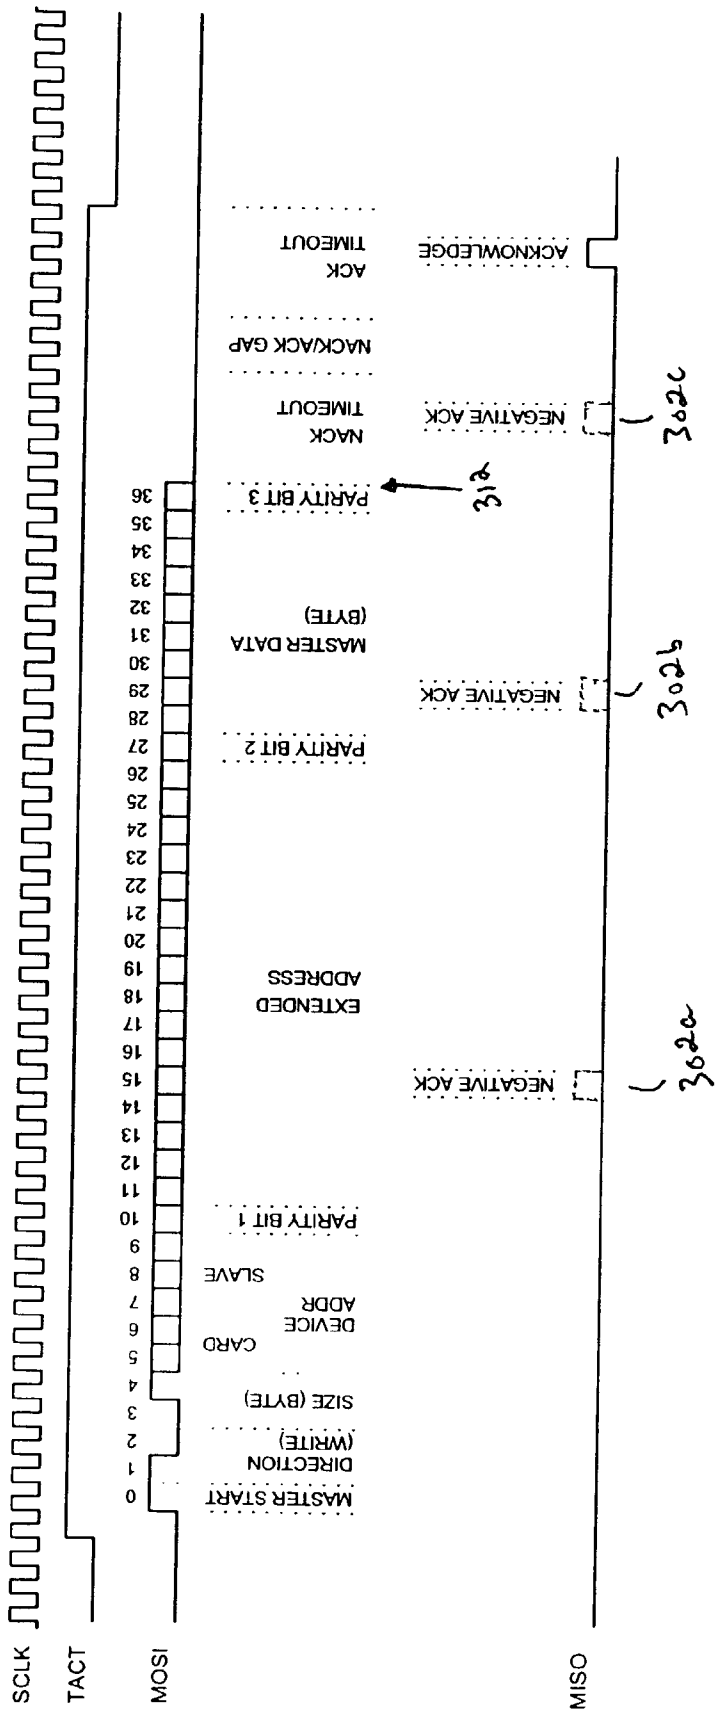 SCLK
TACT
MOSI
0 1 2 3 4 5 6 7 8 9 10 11 12 13 14 15 16 17 18 19 20 21 22 23 24 25 26 27 28 29 30 31 32 33 34 35 36
MASTER START
DIRECTION
(WRITE)
SIZE (BYTE)
CARD
SLAVE
DEVICE
ADDR
PARITY BIT 1
EXTENDED
ADDRESS
PARITY BIT 2
MASTER DATA
(BYTE)
PARITY BIT 3
312
NACK
TIMEOUT
NACK/ACK GAP
ACK
TIMEOUT
MISO
NEGATIVE ACK
302a
NEGATIVE ACK
302b
NEGATIVE ACK
302c
ACKNOWLEDGE